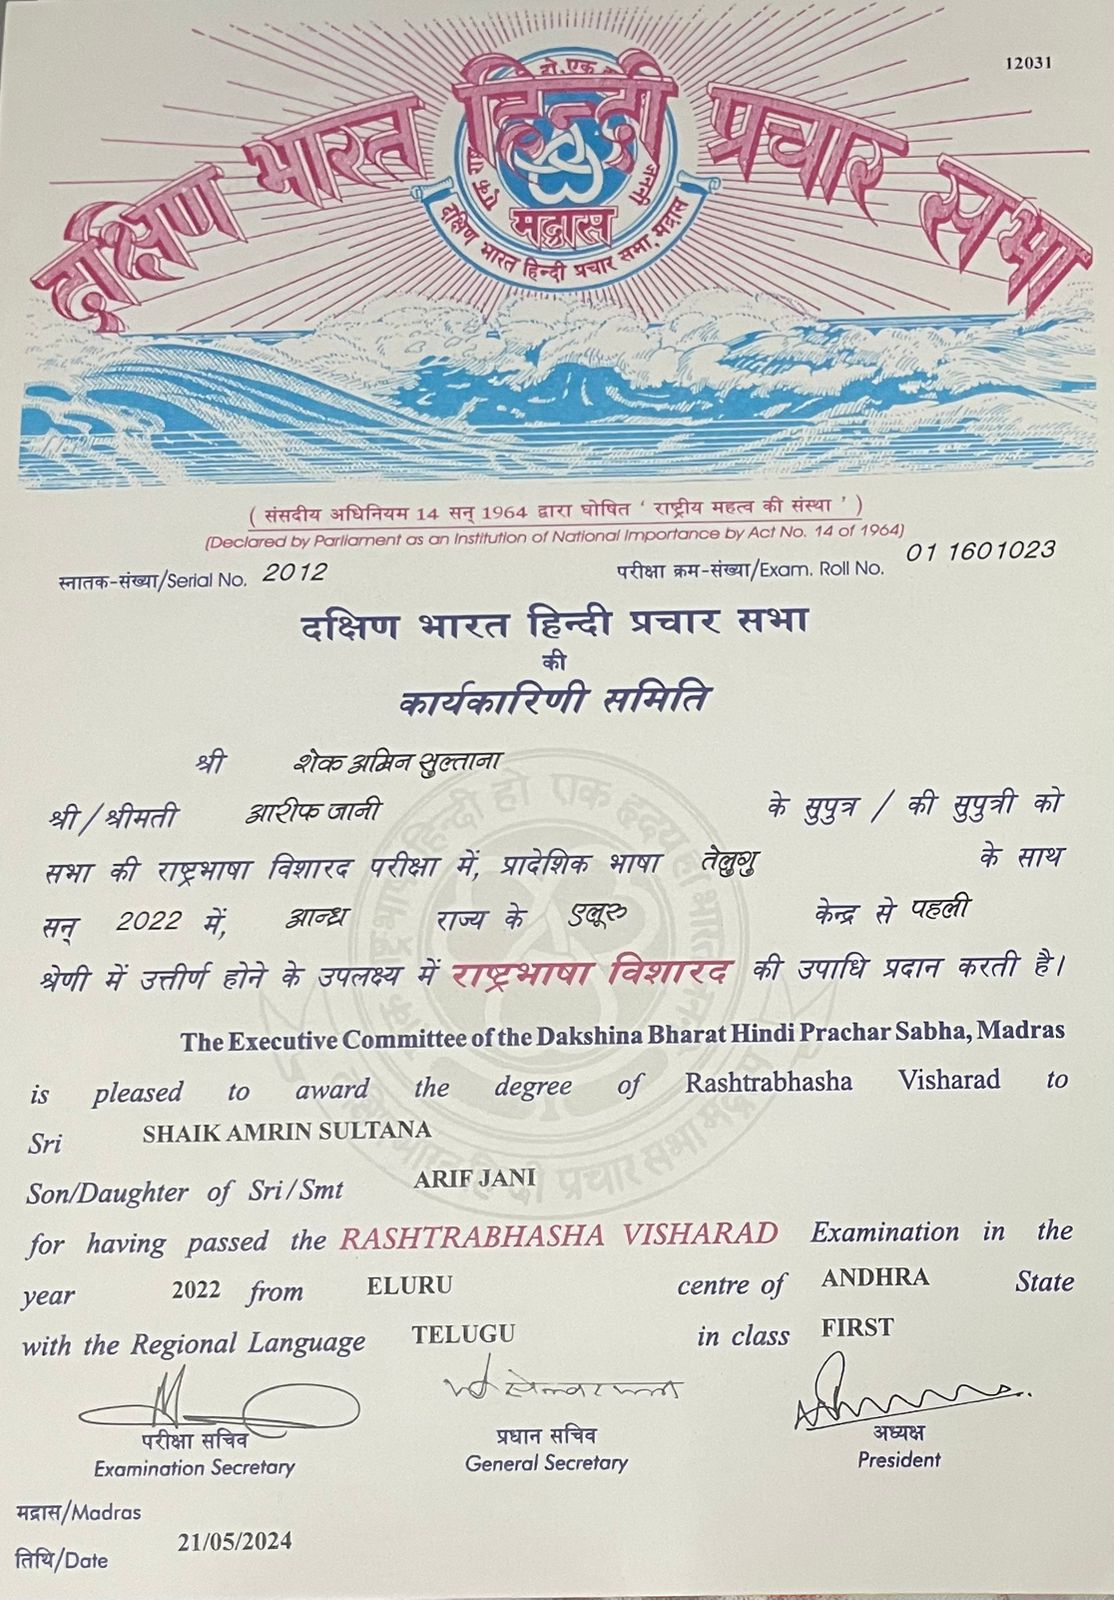 12031
दक्षिण भारत हिन्दी प्रचार सभा
मद्रास
दक्षिण भारत हिन्दी प्रचार सभा, मद्रास
( संसदीय अधिनियम 14 सन् 1964 द्वारा घोषित ' राष्ट्रीय महत्व की संस्था ' )
(Declared by Parliament as an Institution of National Importance by Act No. 14 of 1964)
स्नातक-संख्या/Serial No. 2012 परीक्षा क्रम-संख्या/Exam. Roll No. 01 1601023
दक्षिण भारत हिन्दी प्रचार सभा
की
कार्यकारिणी समिति
श्री शेक अमिन सुल्ताना
श्री/श्रीमती आरीफ जानी के सुपुत्र / की सुपुत्री को
सभा की राष्ट्रभाषा विशारद परीक्षा में, प्रादेशिक भाषा तेलुगु के साथ
सन् 2022 में, आन्ध्र राज्य के एलूरु केन्द्र से पहली
श्रेणी में उत्तीर्ण होने के उपलक्ष्य में राष्ट्रभाषा विशारद की उपाधि प्रदान करती है।
The Executive Committee of the Dakshina Bharat Hindi Prachar Sabha, Madras
is pleased to award the degree of Rashtrabhasha Visharad to
Sri SHAIK AMRIN SULTANA
Son/Daughter of Sri/Smt ARIF JANI
for having passed the RASHTRABHASHA VISHARAD Examination in the
year 2022 from ELURU centre of ANDHRA State
with the Regional Language TELUGU in class FIRST
परीक्षा सचिव प्रधान सचिव अध्यक्ष
Examination Secretary General Secretary President
मद्रास/Madras
21/05/2024
तिथि/Date